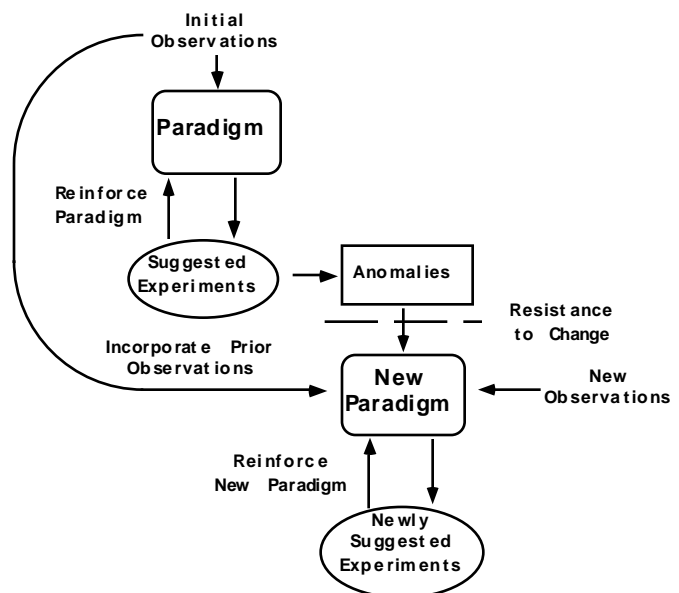 Initial
Observations
Paradigm
Reinforce
Paradigm
Suggested
Experiments
Anomalies
Resistance
to Change
Incorporate Prior
Observations
New
Paradigm
New
Observations
Reinforce
New Paradigm
Newly
Suggested
Experiments